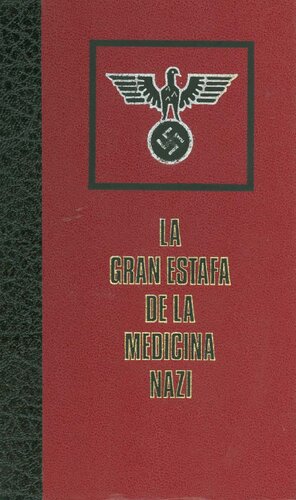 LA
GRAN ESTAFA
DE LA
MEDICINA
NAZI